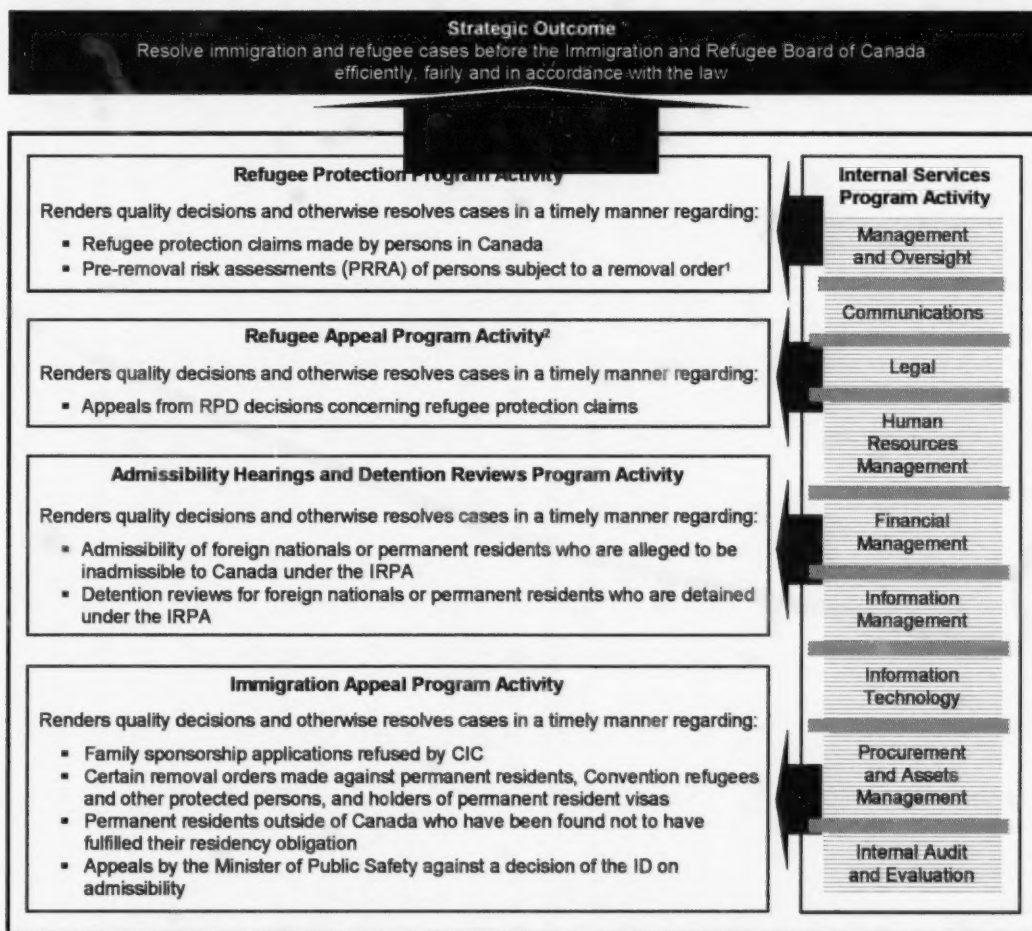 Strategic Outcome
Resolve immigration and refugee cases before the Immigration and Refugee Board of Canada
efficiently, fairly and in accordance with the law
Refugee Protection Program Activity
Renders quality decisions and otherwise resolves cases in a timely manner regarding:
▪ Refugee protection claims made by persons in Canada
▪ Pre-removal risk assessments (PRRA) of persons subject to a removal order¹
Refugee Appeal Program Activity²
Renders quality decisions and otherwise resolves cases in a timely manner regarding:
▪ Appeals from RPD decisions concerning refugee protection claims
Admissibility Hearings and Detention Reviews Program Activity
Renders quality decisions and otherwise resolves cases in a timely manner regarding:
▪ Admissibility of foreign nationals or permanent residents who are alleged to be
inadmissible to Canada under the IRPA
▪ Detention reviews for foreign nationals or permanent residents who are detained
under the IRPA
Immigration Appeal Program Activity
Renders quality decisions and otherwise resolves cases in a timely manner regarding:
▪ Family sponsorship applications refused by CIC
▪ Certain removal orders made against permanent residents, Convention refugees
and other protected persons, and holders of permanent resident visas
▪ Permanent residents outside of Canada who have been found not to have
fulfilled their residency obligation
▪ Appeals by the Minister of Public Safety against a decision of the ID on
admissibility
Internal Services
Program Activity
Management
and Oversight
Communications
Legal
Human
Resources
Management
Financial
Management
Information
Management
Information
Technology
Procurement
and Assets
Management
Internal Audit
and Evaluation